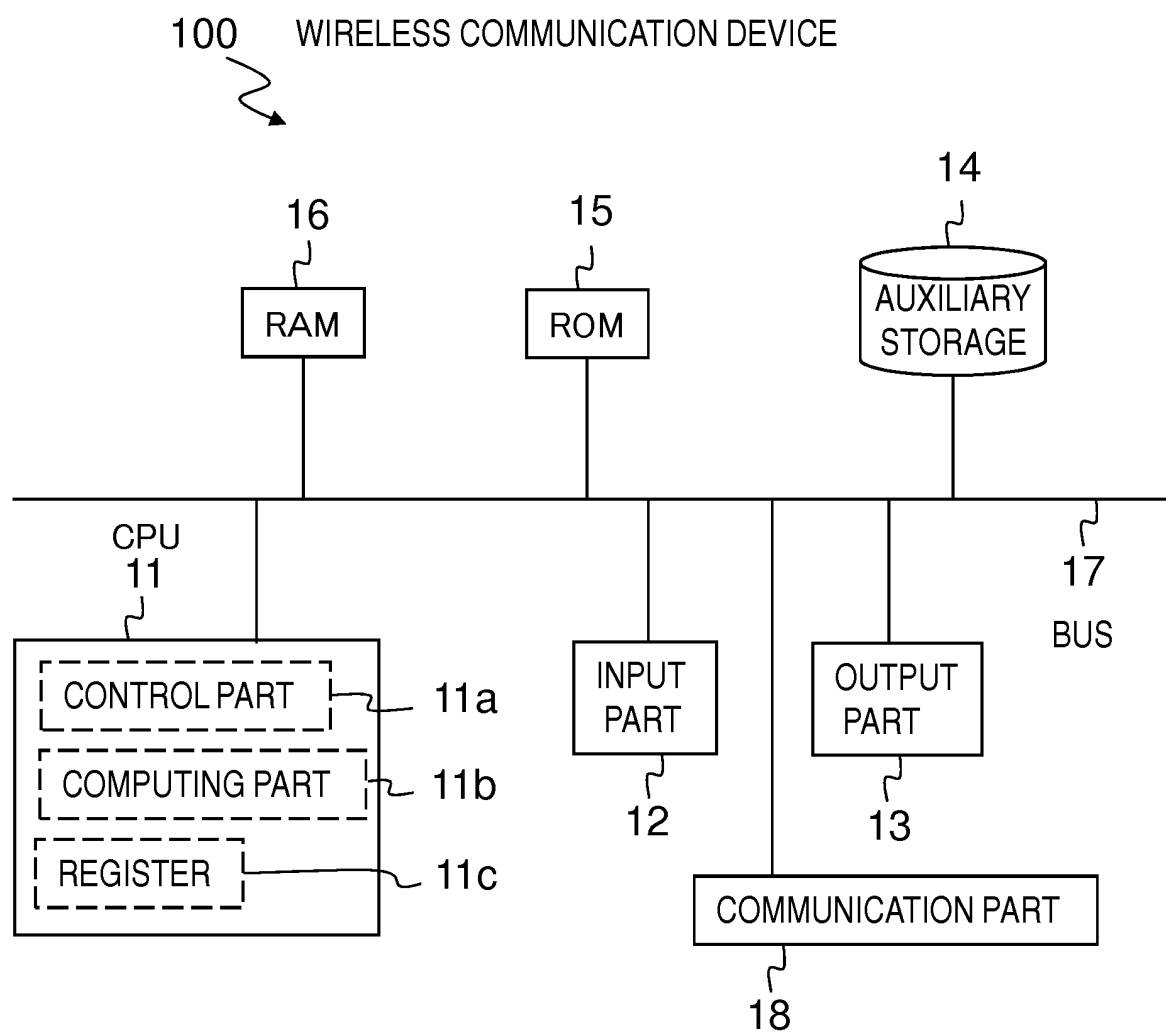 100 WIRELESS COMMUNICATION DEVICE
14
16
15
RAM
ROM
AUXILIARY
STORAGE
CPU
11
17
BUS
CONTROL PART
11a
COMPUTING PART
11b
REGISTER
11c
INPUT
PART
12
OUTPUT
PART
13
COMMUNICATION PART
18